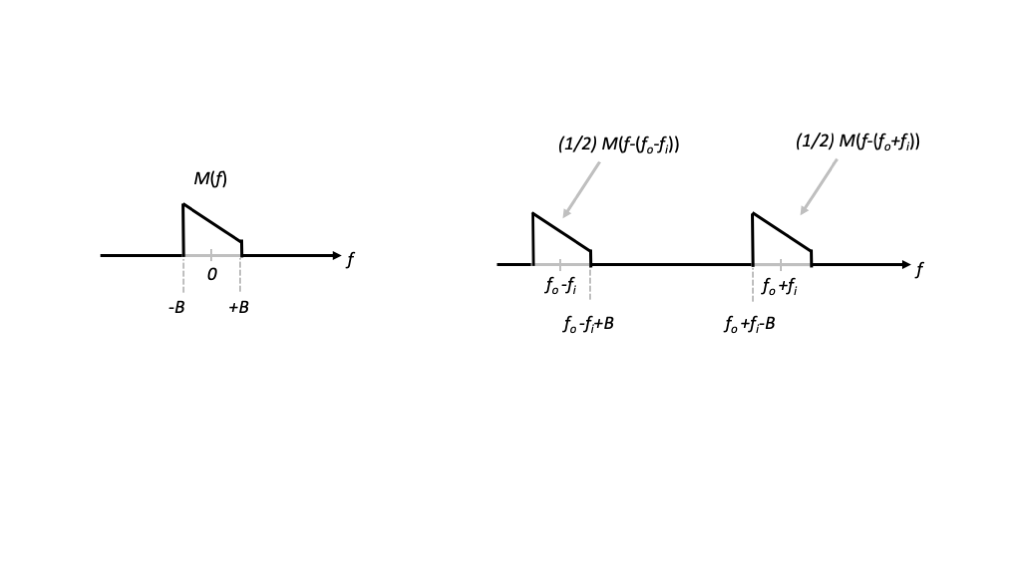 M(f)
f
0
-B
+B
(1/2) M(f-(fₒ-fᵢ))
(1/2) M(f-(fₒ+fᵢ))
f
fₒ-fᵢ
fₒ+fᵢ
fₒ-fᵢ+B
fₒ+fᵢ-B